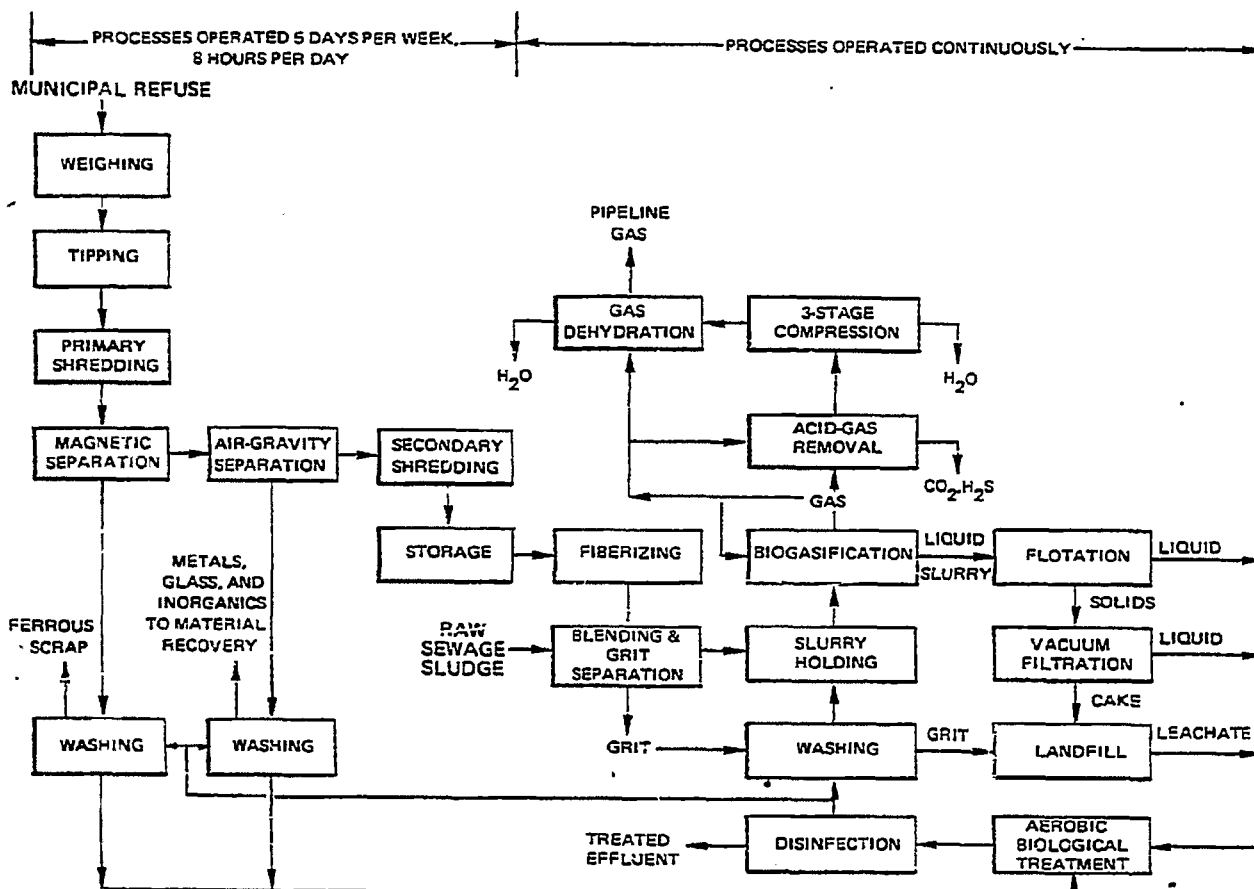 PROCESSES OPERATED 5 DAYS PER WEEK,
8 HOURS PER DAY
PROCESSES OPERATED CONTINUOUSLY
MUNICIPAL REFUSE
WEIGHING
TIPPING
PRIMARY
SHREDDING
MAGNETIC
SEPARATION
AIR-GRAVITY
SEPARATION
SECONDARY
SHREDDING
STORAGE
FIBERIZING
PIPELINE
GAS
GAS
DEHYDRATION
H2O
3-STAGE
COMPRESSION
H2O
ACID-GAS
REMOVAL
CO2,H2S
GAS
BIOGASIFICATION
LIQUID
SLURRY
FLOTATION
LIQUID
SOLIDS
METALS,
GLASS, AND
INORGANICS
TO MATERIAL
RECOVERY
FERROUS
SCRAP
RAW
SEWAGE
SLUDGE
BLENDING &
GRIT
SEPARATION
SLURRY
HOLDING
VACUUM
FILTRATION
LIQUID
CAKE
WASHING
WASHING
GRIT
WASHING
GRIT
LANDFILL
LEACHATE
TREATED
EFFLUENT
DISINFECTION
AEROBIC
BIOLOGICAL
TREATMENT